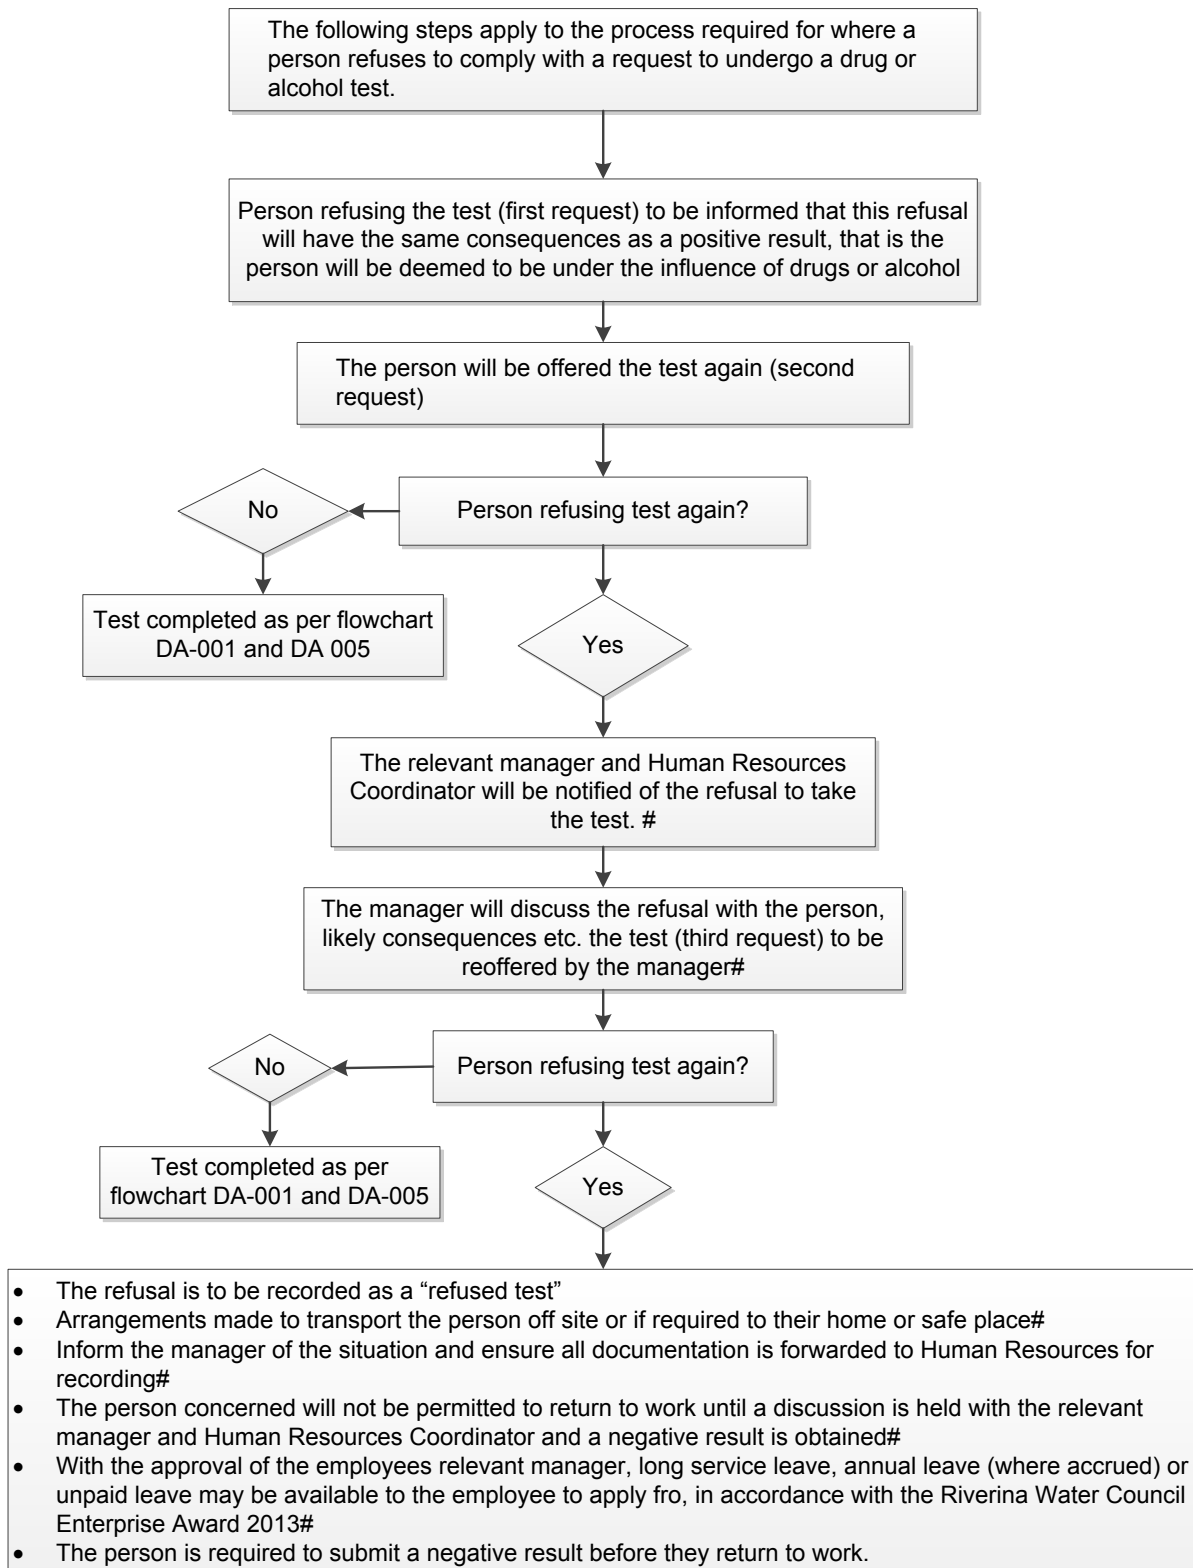 The following steps apply to the process required for where a
person refuses to comply with a request to undergo a drug or
alcohol test.
Person refusing the test (first request) to be informed that this refusal
will have the same consequences as a positive result, that is the
person will be deemed to be under the influence of drugs or alcohol
The person will be offered the test again (second
request)
No
Person refusing test again?
Test completed as per flowchart
DA-001 and DA 005
Yes
The relevant manager and Human Resources
Coordinator will be notified of the refusal to take
the test. #
The manager will discuss the refusal with the person,
likely consequences etc. the test (third request) to be
reoffered by the manager#
No
Person refusing test again?
Test completed as per
flowchart DA-001 and DA-005
Yes
• The refusal is to be recorded as a “refused test”
• Arrangements made to transport the person off site or if required to their home or safe place#
• Inform the manager of the situation and ensure all documentation is forwarded to Human Resources for
recording#
• The person concerned will not be permitted to return to work until a discussion is held with the relevant
manager and Human Resources Coordinator and a negative result is obtained#
• With the approval of the employees relevant manager, long service leave, annual leave (where accrued) or
unpaid leave may be available to the employee to apply fro, in accordance with the Riverina Water Council
Enterprise Award 2013#
• The person is required to submit a negative result before they return to work.